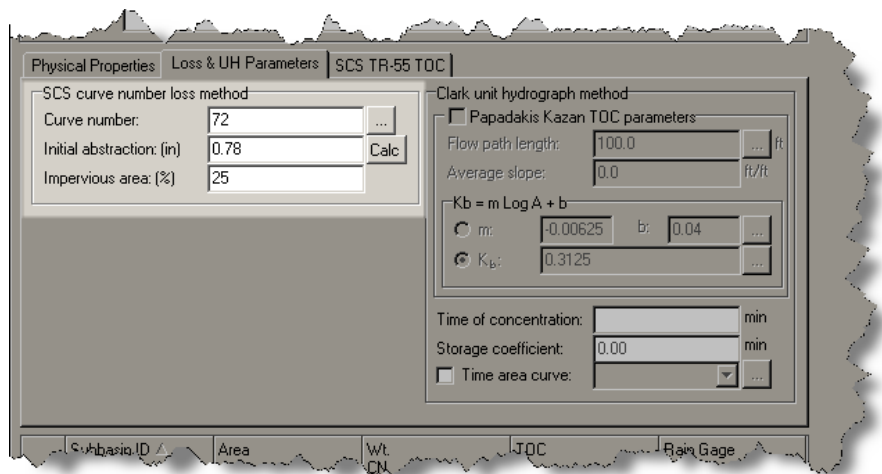 Physical Properties Loss & UH Parameters SCS TR-55 TOC
SCS curve number loss method
Curve number: 72 ...
Initial abstraction: (in) 0.78 Calc
Impervious area: (%) 25
Clark unit hydrograph method
Papadakis Kazan TOC parameters
Flow path length: 100.0 ... ft
Average slope: 0.0 ft/ft
Kb = m Log A + b
m: -0.00625 b: 0.04 ...
Kb: 0.3125 ...
Time of concentration: min
Storage coefficient: 0.00 min
Time area curve: ...
Subbasin ID Area Wt. CN TOC Rain Gage